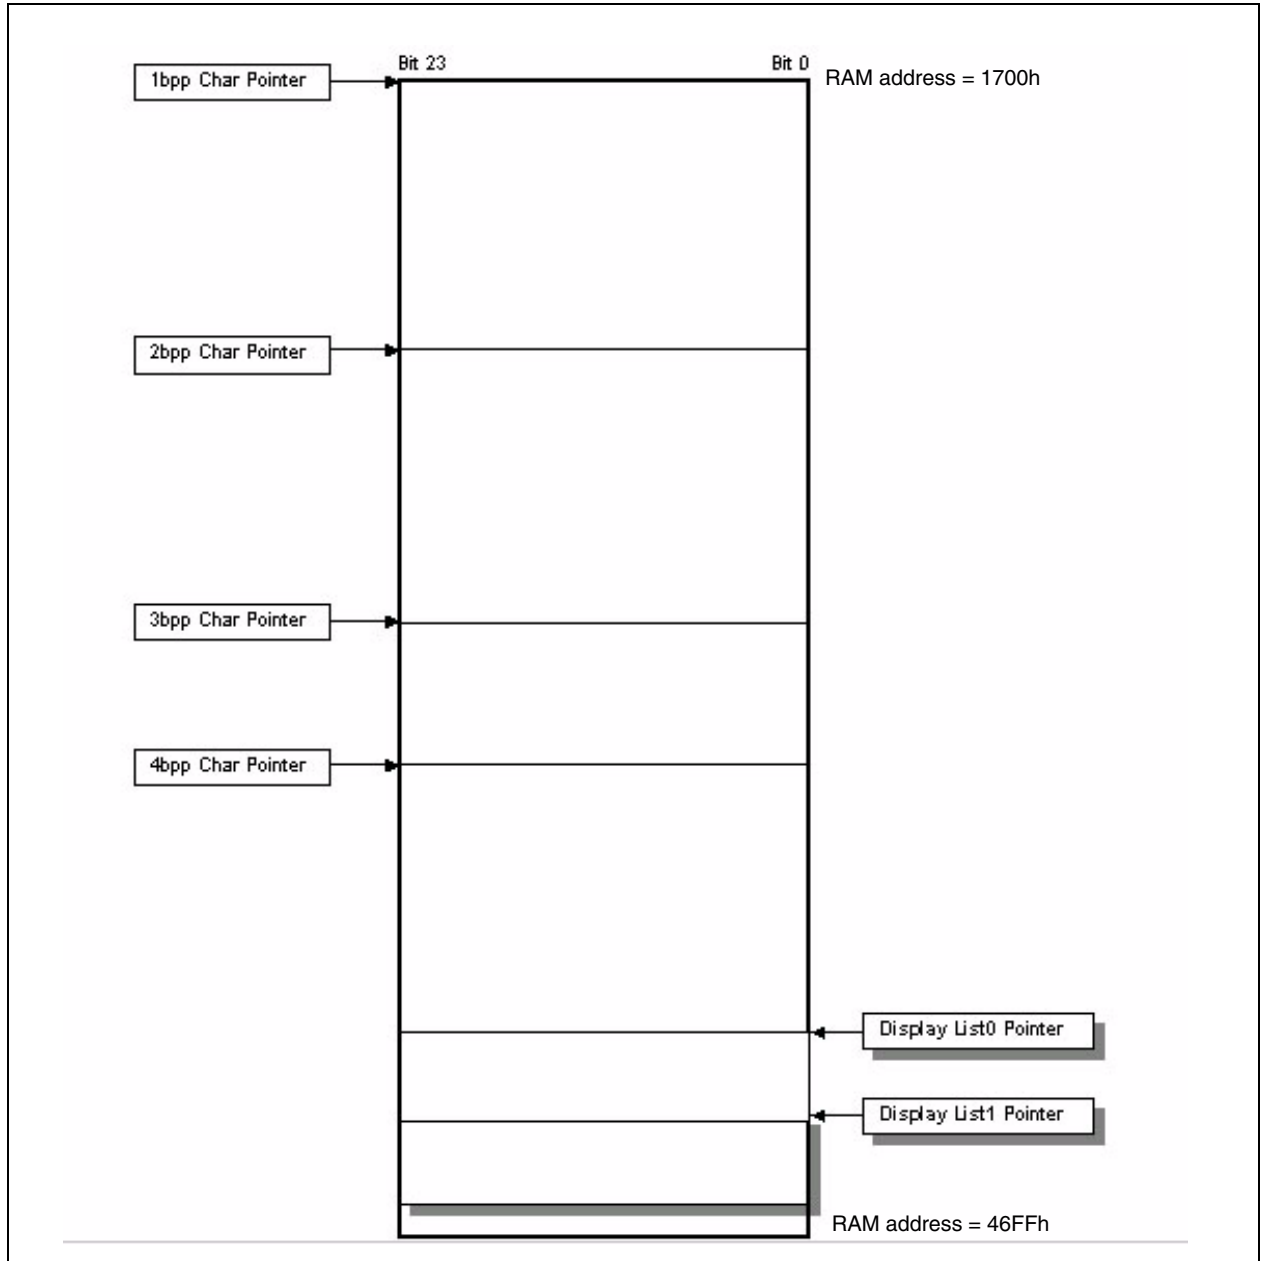 Bit 23
Bit 0
1bpp Char Pointer
RAM address = 1700h
2bpp Char Pointer
3bpp Char Pointer
4bpp Char Pointer
Display List0 Pointer
Display List1 Pointer
RAM address = 46FFh